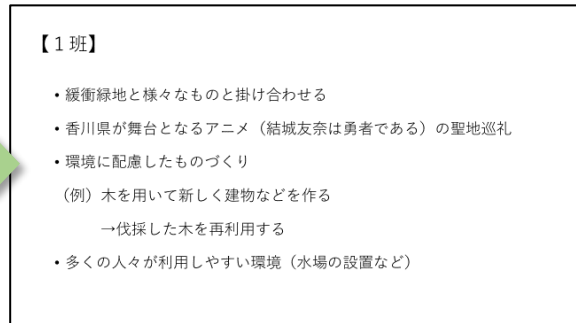 【１班】
・緩衝緑地と様々なものと掛け合わせる
・香川県が舞台となるアニメ（結城友奈は勇者である）の聖地巡礼
・環境に配慮したものづくり
（例）木を用いて新しく建物などを作る
→伐採した木を再利用する
・多くの人々が利用しやすい環境（水場の設置など）